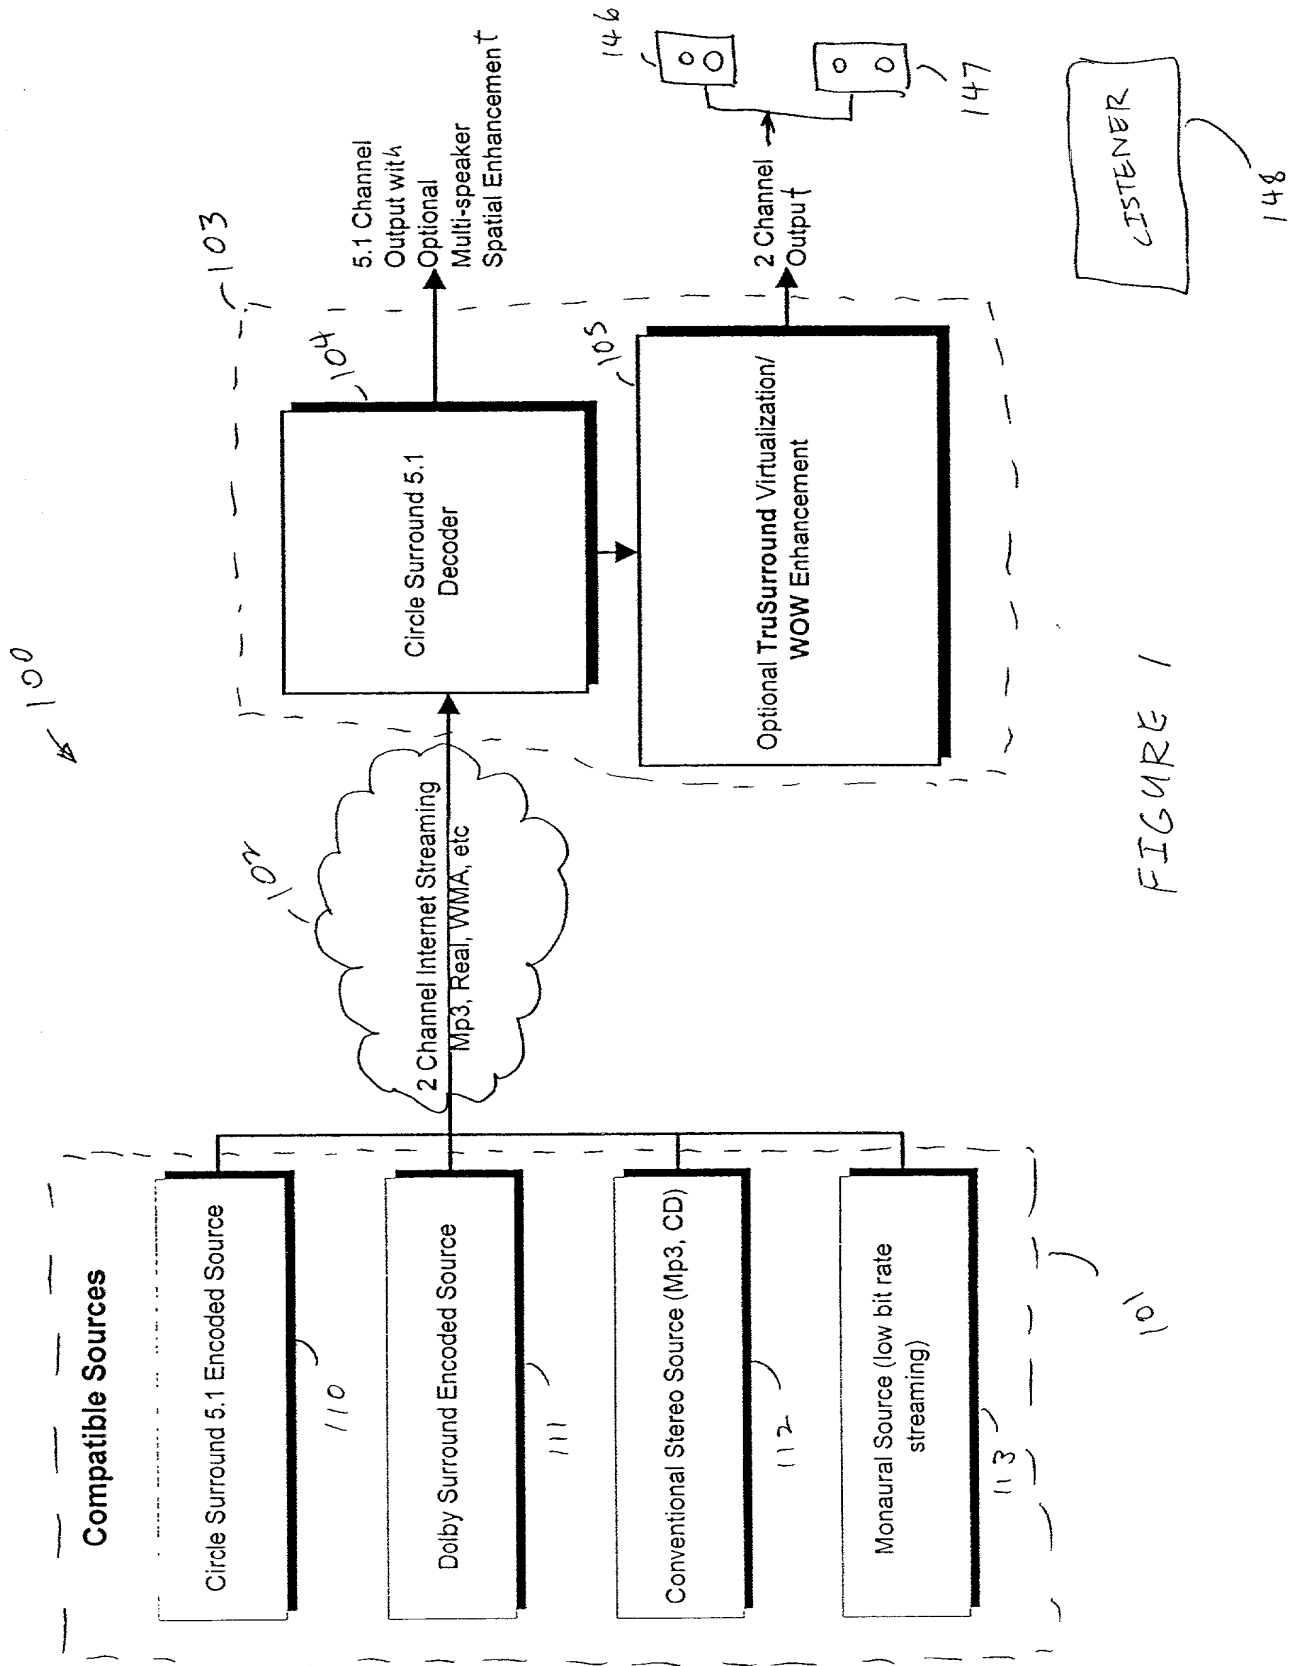 100
Compatible Sources
Circle Surround 5.1 Encoded Source
110
Dolby Surround Encoded Source
111
Conventional Stereo Source (Mp3, CD)
112
Monaural Source (low bit rate
streaming)
113
101
102
2 Channel Internet Streaming
Mp3, Real, WMA, etc
103
104
Circle Surround 5.1
Decoder
5.1 Channel
Output with
Optional
Multi-speaker
Spatial Enhancement
105
Optional TruSurround Virtualization/
WOW Enhancement
2 Channel
Output
146
147
LISTENER
148
FIGURE 1